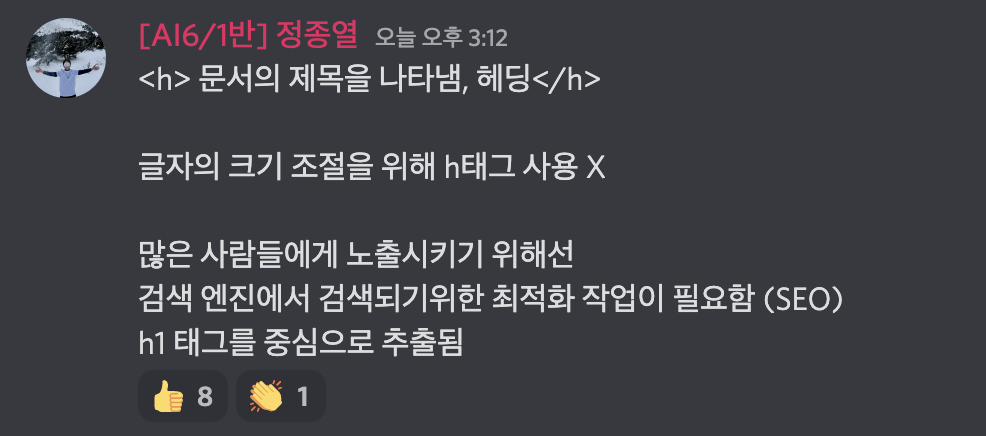 [AI6/1반] 정종열 오늘 오후 3:12
<h> 문서의 제목을 나타냄, 헤딩</h>
글자의 크기 조절을 위해 h태그 사용 X
많은 사람들에게 노출시키기 위해선
검색 엔진에서 검색되기위한 최적화 작업이 필요함 (SEO)
h1 태그를 중심으로 추출됨
👍 8 👏 1